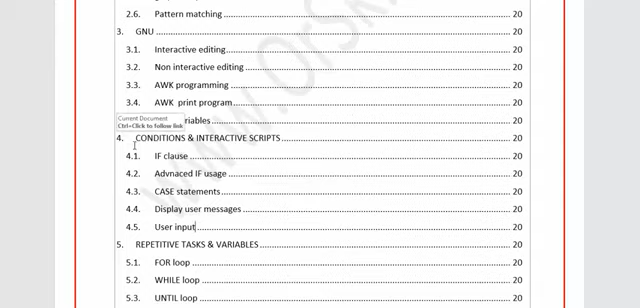 2.6. Pattern matching 20
3. GNU 20
3.1. Interactive editing 20
3.2. Non interactive editing 20
3.3. AWK programming 20
3.4. AWK print program 20
Current Document
Ctrl+Click to follow link
riables 20
4. CONDITIONS & INTERACTIVE SCRIPTS 20
4.1. IF clause 20
4.2. Advnaced IF usage 20
4.3. CASE statements 20
4.4. Display user messages 20
4.5. User input 20
5. REPETITIVE TASKS & VARIABLES 20
5.1. FOR loop 20
5.2. WHILE loop 20
5.3. UNTIL loop 20